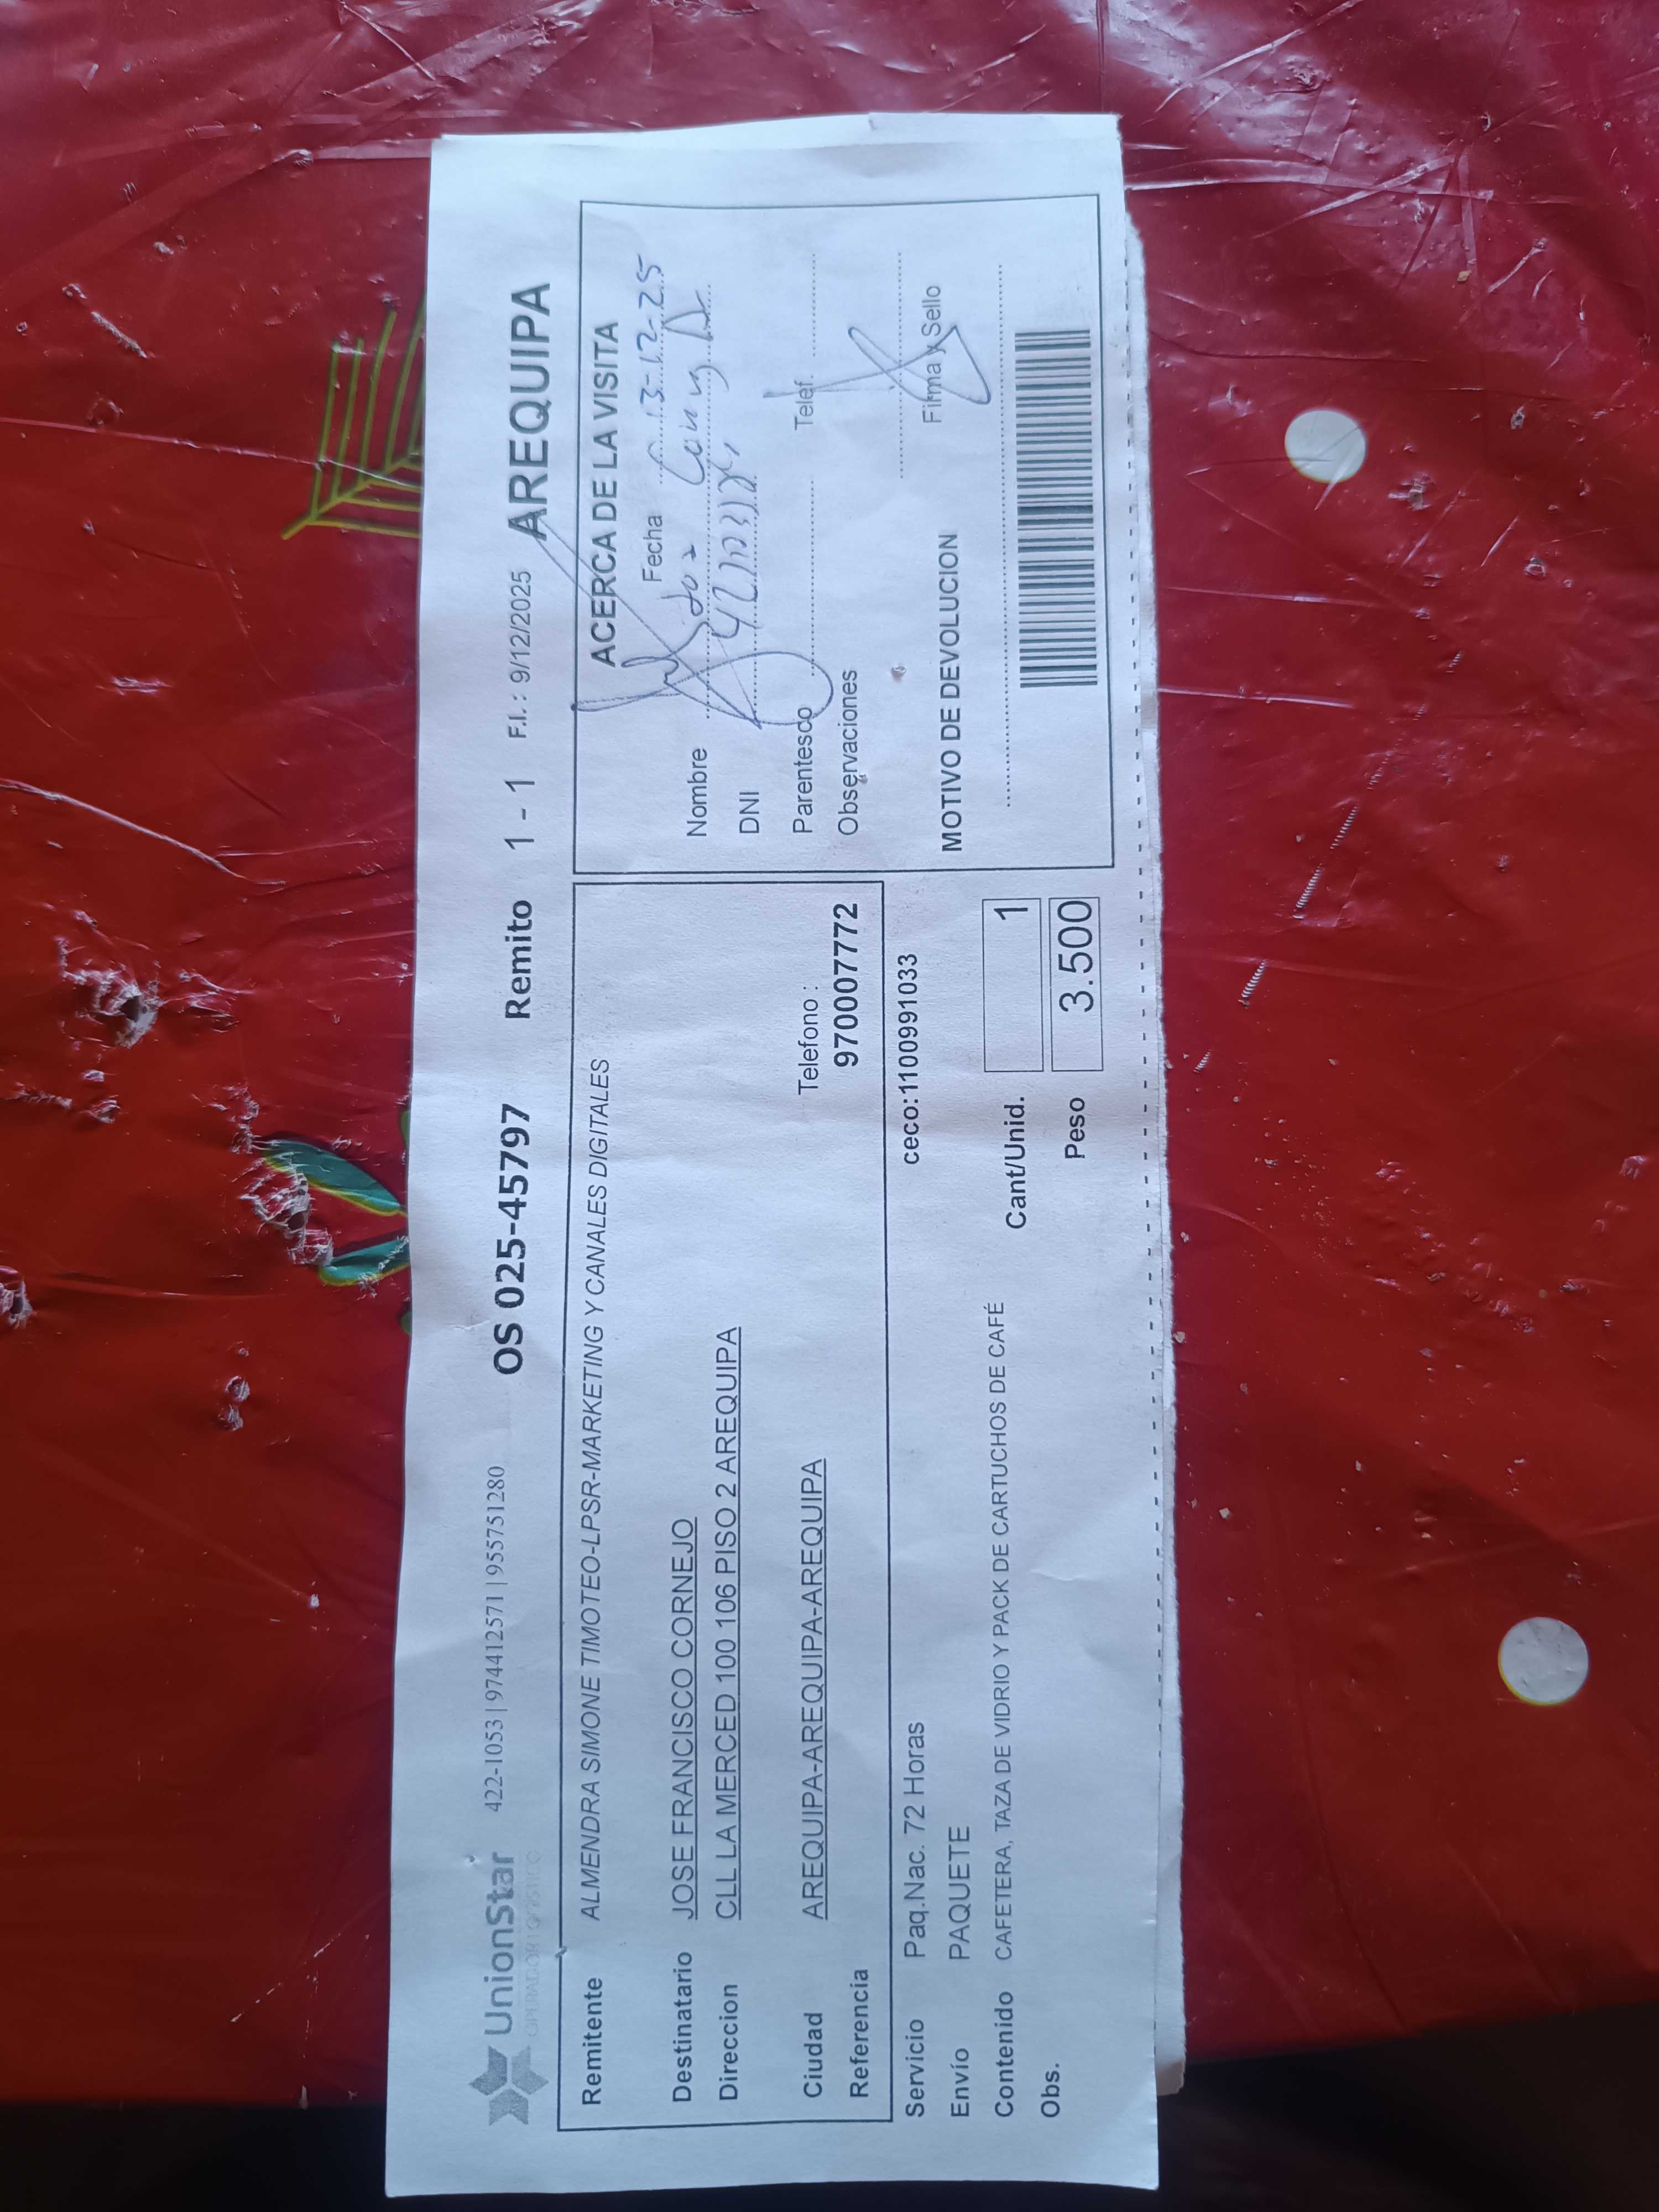 UnionStar 422-1053 | 974412571 | 955751280 OS 025-45797 Remito 1 - 1 F.I. : 9/12/2025 AREQUIPA
OPERADOR LOGISTICO
Remitente ALMENDRA SIMONE TIMOTEO-LPSR-MARKETING Y CANALES DIGITALES
Destinatario JOSE FRANCISCO CORNEJO
Direccion CLL LA MERCED 100 106 PISO 2 AREQUIPA
Ciudad AREQUIPA-AREQUIPA-AREQUIPA
Telefono :
Referencia 970007772
Servicio Paq.Nac. 72 Horas ceco:1100991033
Envío PAQUETE
Contenido CAFETERA, TAZA DE VIDRIO Y PACK DE CARTUCHOS DE CAFÉ Cant/Unid. 1
Obs. Peso 3.500
ACERCA DE LA VISITA
Fecha 13-12-25
Nombre
DNI
Parentesco Telef.
Observaciones
Firma y Sello
MOTIVO DE DEVOLUCION